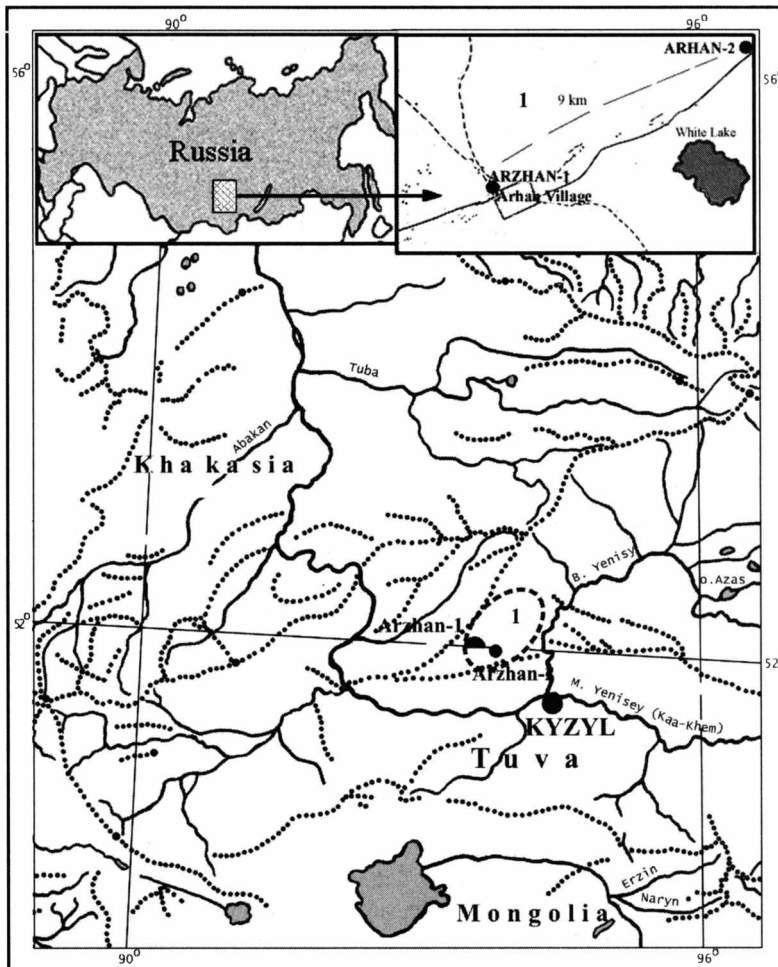 90°
96°
56°
56°
Russia
ARHAN-2
1
9 km
White Lake
ARZHAN-1
Arhan Village
Tuba
Abakan
Khakasia
B. Yenisy
o.Azas
52°
52
Arzhan-1
1
Arzhan-
M. Yenisey (Kaa-Khem)
KYZYL
Tuva
Erzin
Naryn
Mongolia
90°
96°